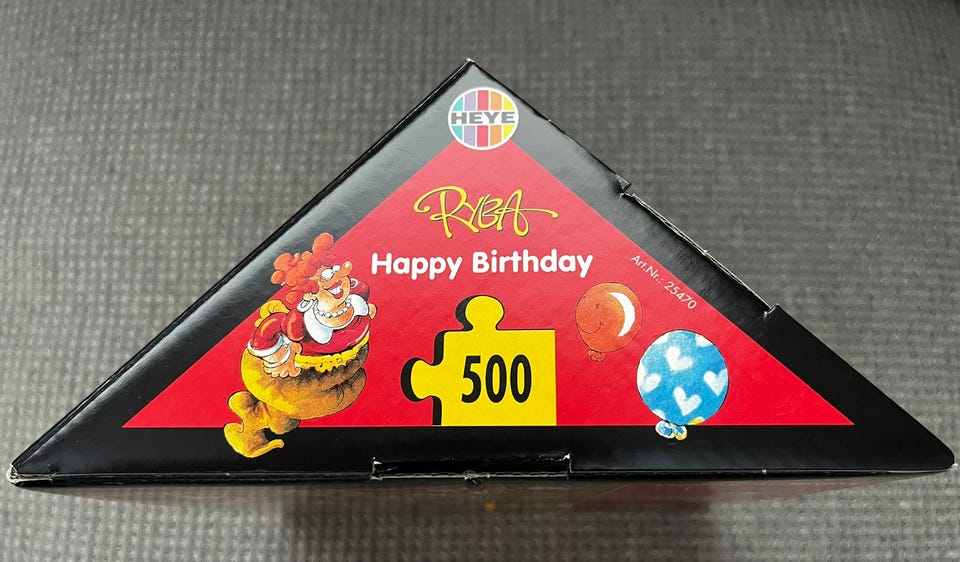 HEYE
RYBA
Happy Birthday
Art.Nr.: 25470
500